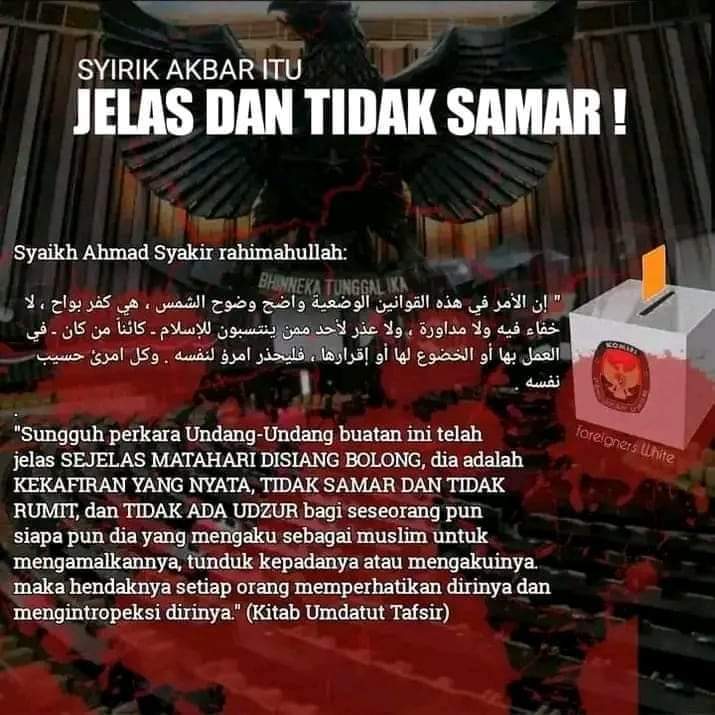 SYIRIK AKBAR ITU
JELAS DAN TIDAK SAMAR !
Syaikh Ahmad Syakir rahimahullah:
BHINNEKA TUNGGAL IKA
" إن الأمر في هذه القوانين الوضعية واضح وضوح الشمس ، هي كفر بواح ، لا
خفاء فيه ولا مداورة ، ولا عذر لأحد ممن ينتسبون للإسلام ـ كائناً من كان ـ في
العمل بها أو الخضوع لها أو إقرارها ، فليحذر امرؤ لنفسه . وكل امرئ حسيب
نفسه .
.
"Sungguh perkara Undang-Undang buatan ini telah
jelas SEJELAS MATAHARI DISIANG BOLONG, dia adalah
KEKAFIRAN YANG NYATA, TIDAK SAMAR DAN TIDAK
RUMIT, dan TIDAK ADA UDZUR bagi seseorang pun
siapa pun dia yang mengaku sebagai muslim untuk
mengamalkannya, tunduk kepadanya atau mengakuinya.
maka hendaknya setiap orang memperhatikan dirinya dan
mengintropeksi dirinya." (Kitab Umdatut Tafsir)
foreigners White